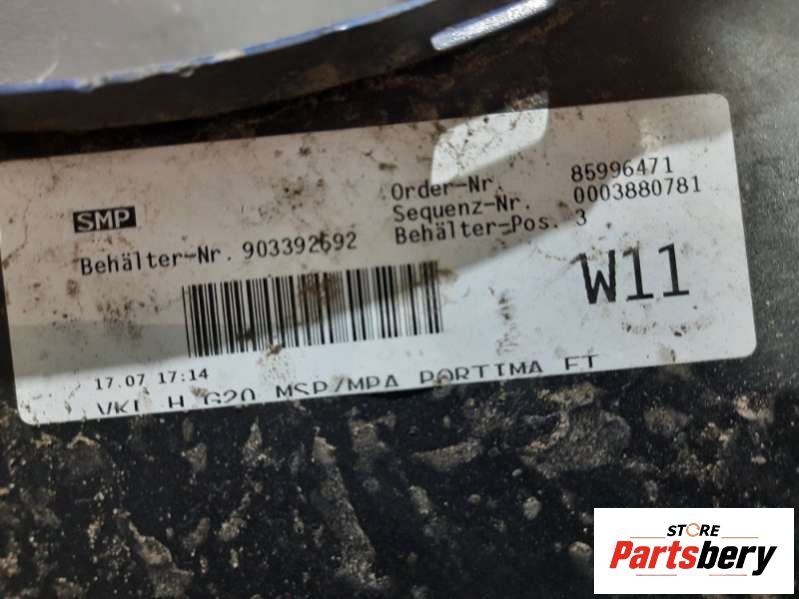 SMP
Order-Nr. 85996471
Sequenz-Nr. 0003880781
Behälter-Nr. 903392692
Behälter-Pos. 3
W11
17.07 17:14
VKL H G20 MSP/MPA PORTIMA FT
STORE
Partsbery